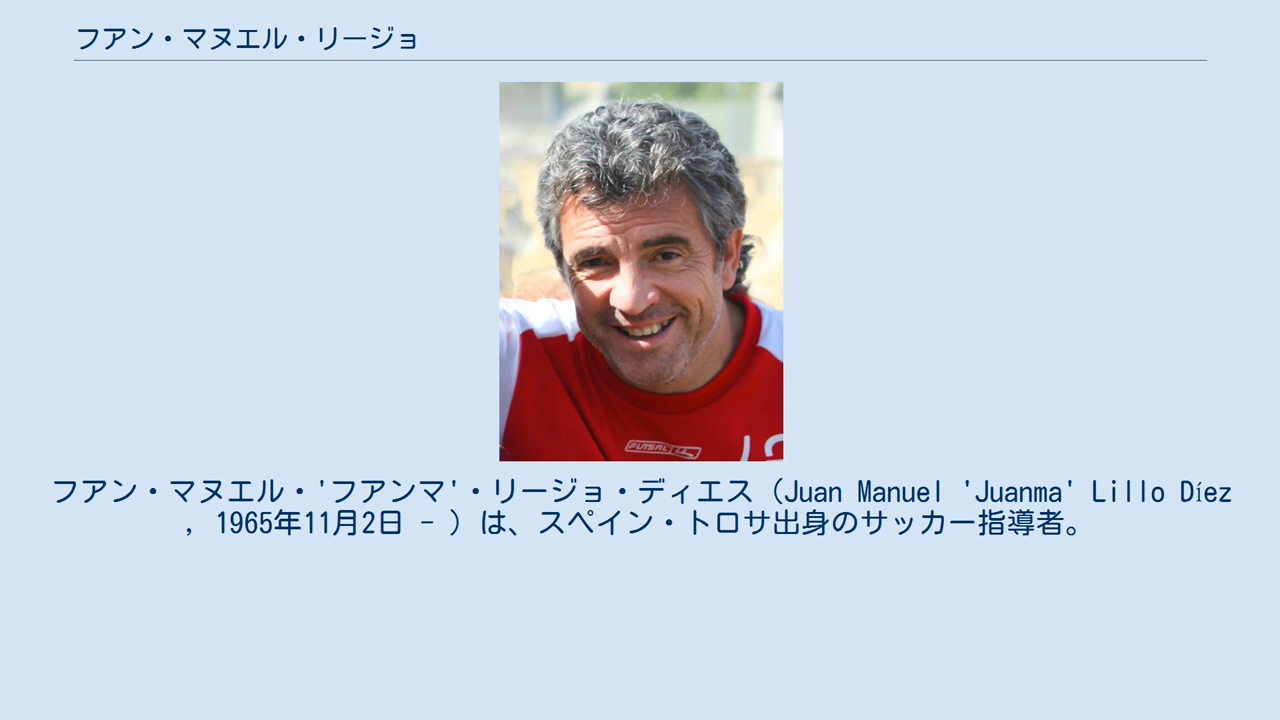 フアン・マヌエル・リージョ
FUTSAL
フアン・マヌエル・'フアンマ'・リージョ・ディエス（Juan Manuel 'Juanma' Lillo Díez
, 1965年11月2日 - ）は、スペイン・トロサ出身のサッカー指導者。